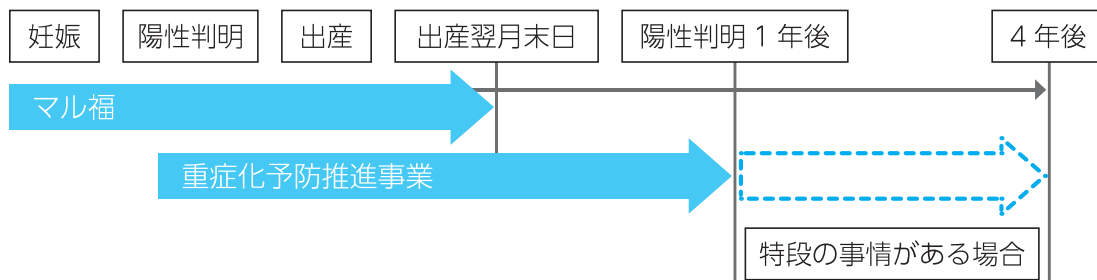 妊娠
陽性判明
出産
出産翌月末日
陽性判明1年後
4年後
マル福
重症化予防推進事業
特段の事情がある場合